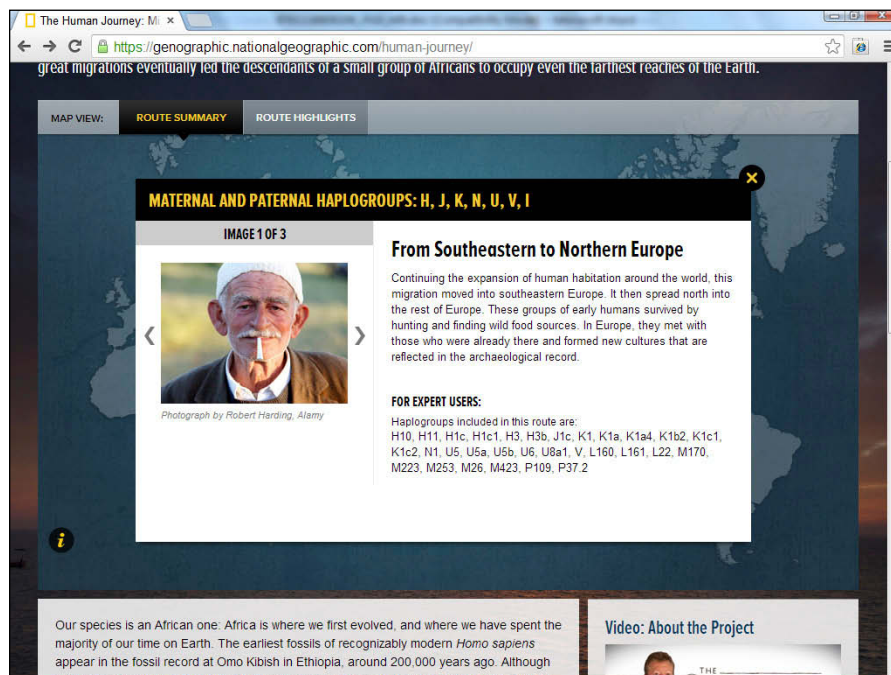 The Human Journey: Mi
https://genographic.nationalgeographic.com/human-journey/
great migrations eventually led the descendants of a small group of Africans to occupy even the farthest reaches of the Earth.
MAP VIEW: ROUTE SUMMARY ROUTE HIGHLIGHTS
MATERNAL AND PATERNAL HAPLOGROUPS: H, J, K, N, U, V, I
IMAGE 1 OF 3
Photograph by Robert Harding, Alamy
From Southeastern to Northern Europe
Continuing the expansion of human habitation around the world, this
migration moved into southeastern Europe. It then spread north into
the rest of Europe. These groups of early humans survived by
hunting and finding wild food sources. In Europe, they met with
those who were already there and formed new cultures that are
reflected in the archaeological record.
FOR EXPERT USERS:
Haplogroups included in this route are:
H10, H11, H1c, H1c1, H3, H3b, J1c, K1, K1a, K1a4, K1b2, K1c1,
K1c2, N1, U5, U5a, U5b, U6, U8a1, V, L160, L161, L22, M170,
M223, M253, M26, M423, P109, P37.2
i
Our species is an African one: Africa is where we first evolved, and where we have spent the
majority of our time on Earth. The earliest fossils of recognizably modern Homo sapiens
appear in the fossil record at Omo Kibish in Ethiopia, around 200,000 years ago. Although
Video: About the Project
THE